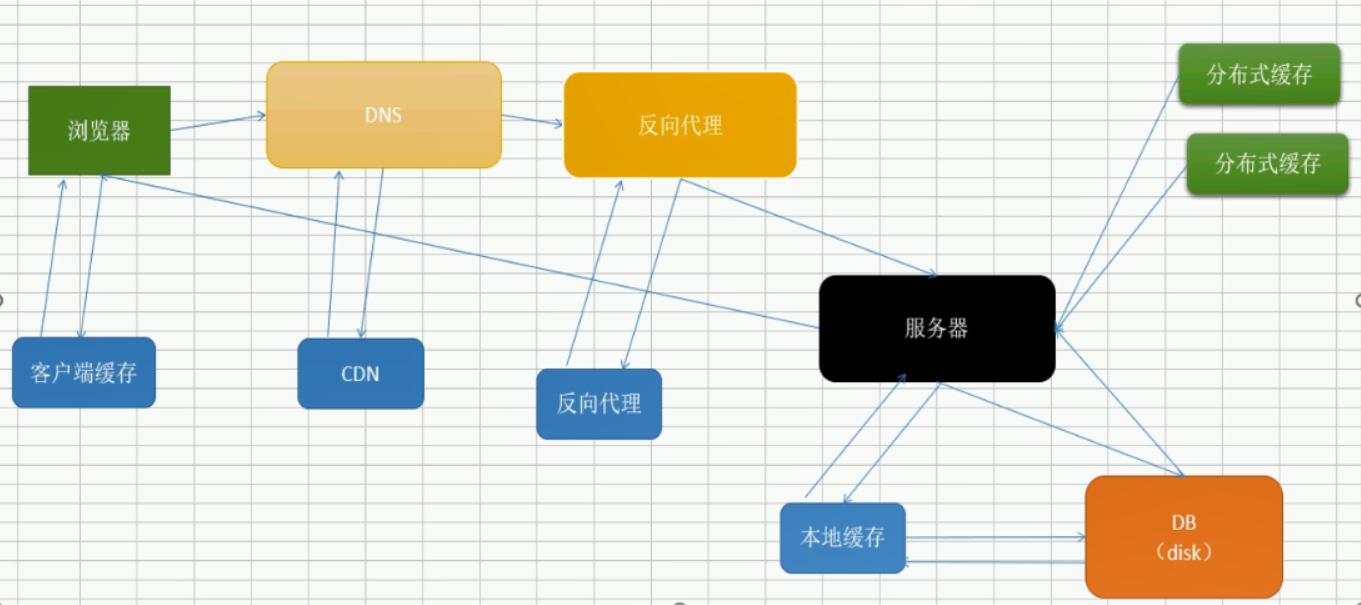 浏览器
DNS
反向代理
分布式缓存
分布式缓存
服务器
客户端缓存
CDN
反向代理
本地缓存
DB
（disk）